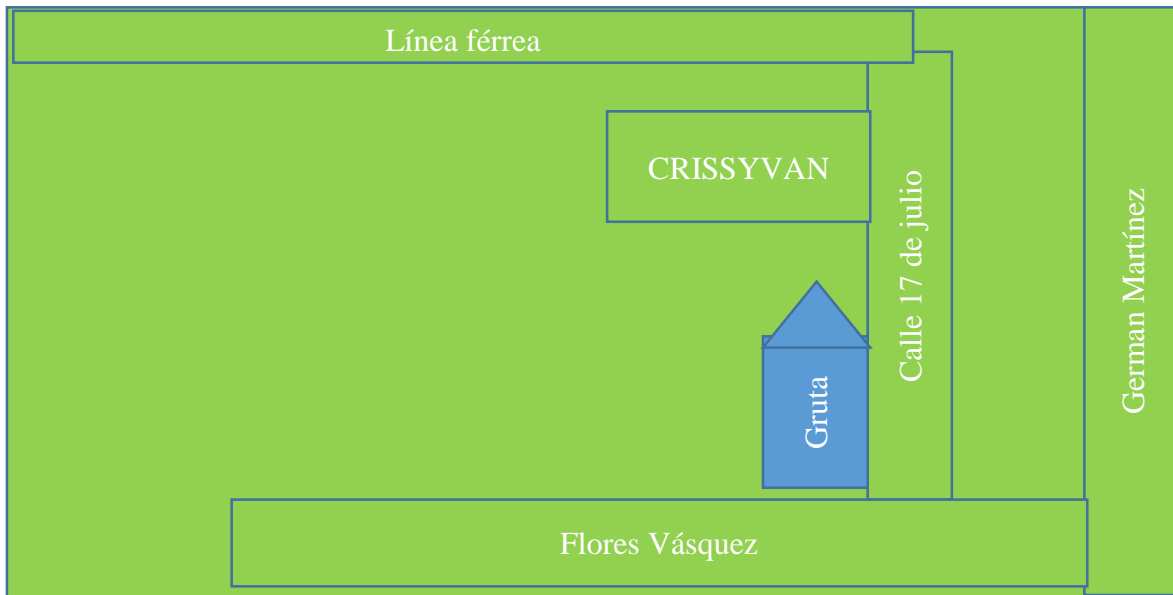 Línea férrea
CRISSYVAN
Calle 17 de julio
German Martínez
Gruta
Flores Vásquez